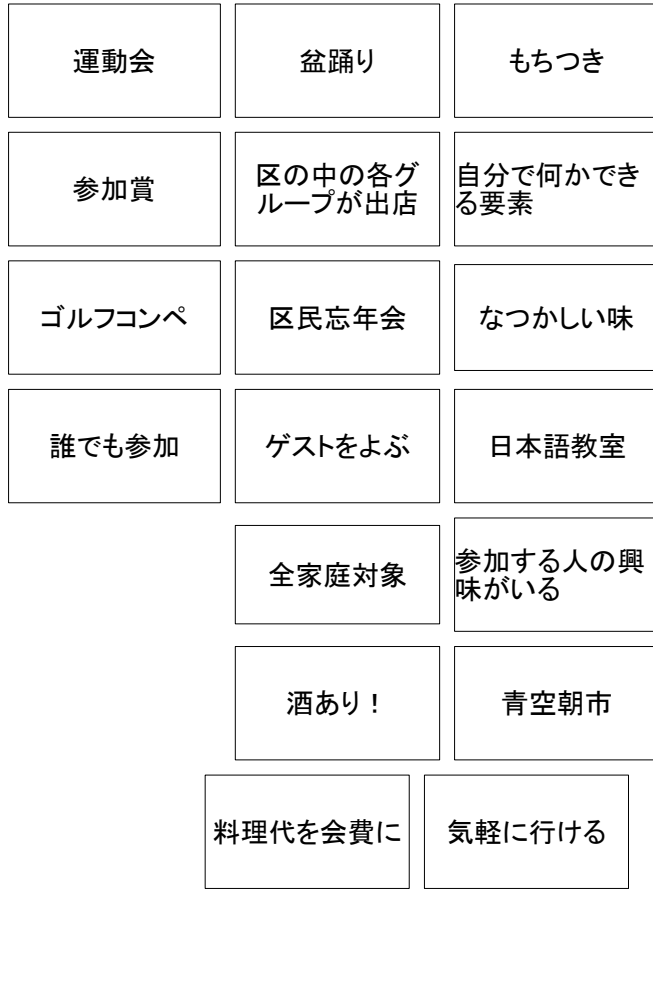 運動会
盆踊り
もちつき
参加賞
区の中の各グ
ループが出店
自分で何かでき
る要素
ゴルフコンペ
区民忘年会
なつかしい味
誰でも参加
ゲストをよぶ
日本語教室
全家庭対象
参加する人の興
味がいる
酒あり！
青空朝市
料理代を会費に
気軽に行ける